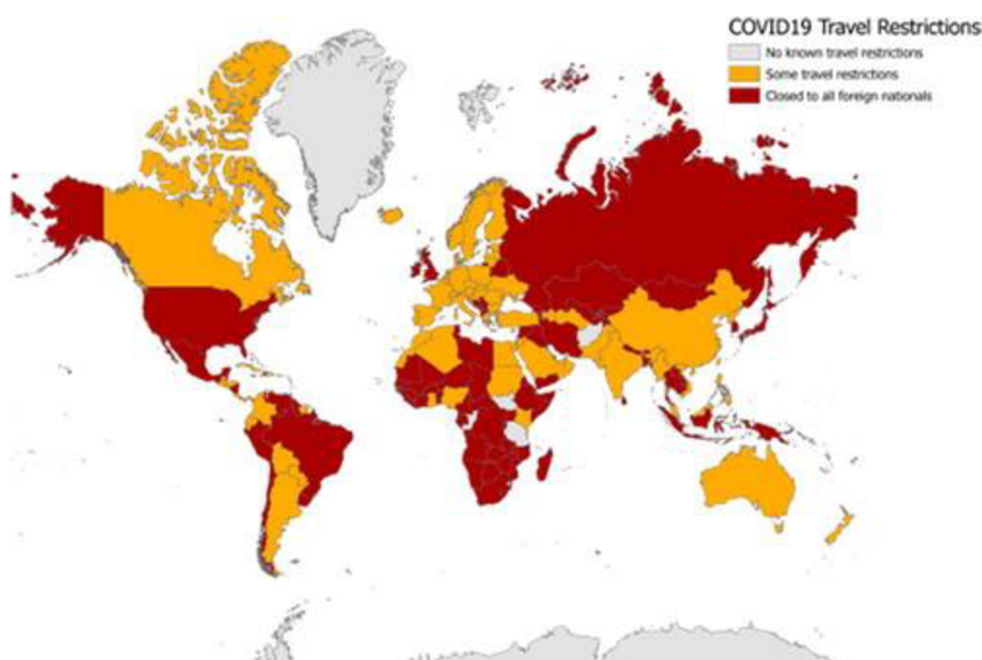 COVID19 Travel Restrictions
No known travel restrictions
Some travel restrictions
Closed to all foreign nationals